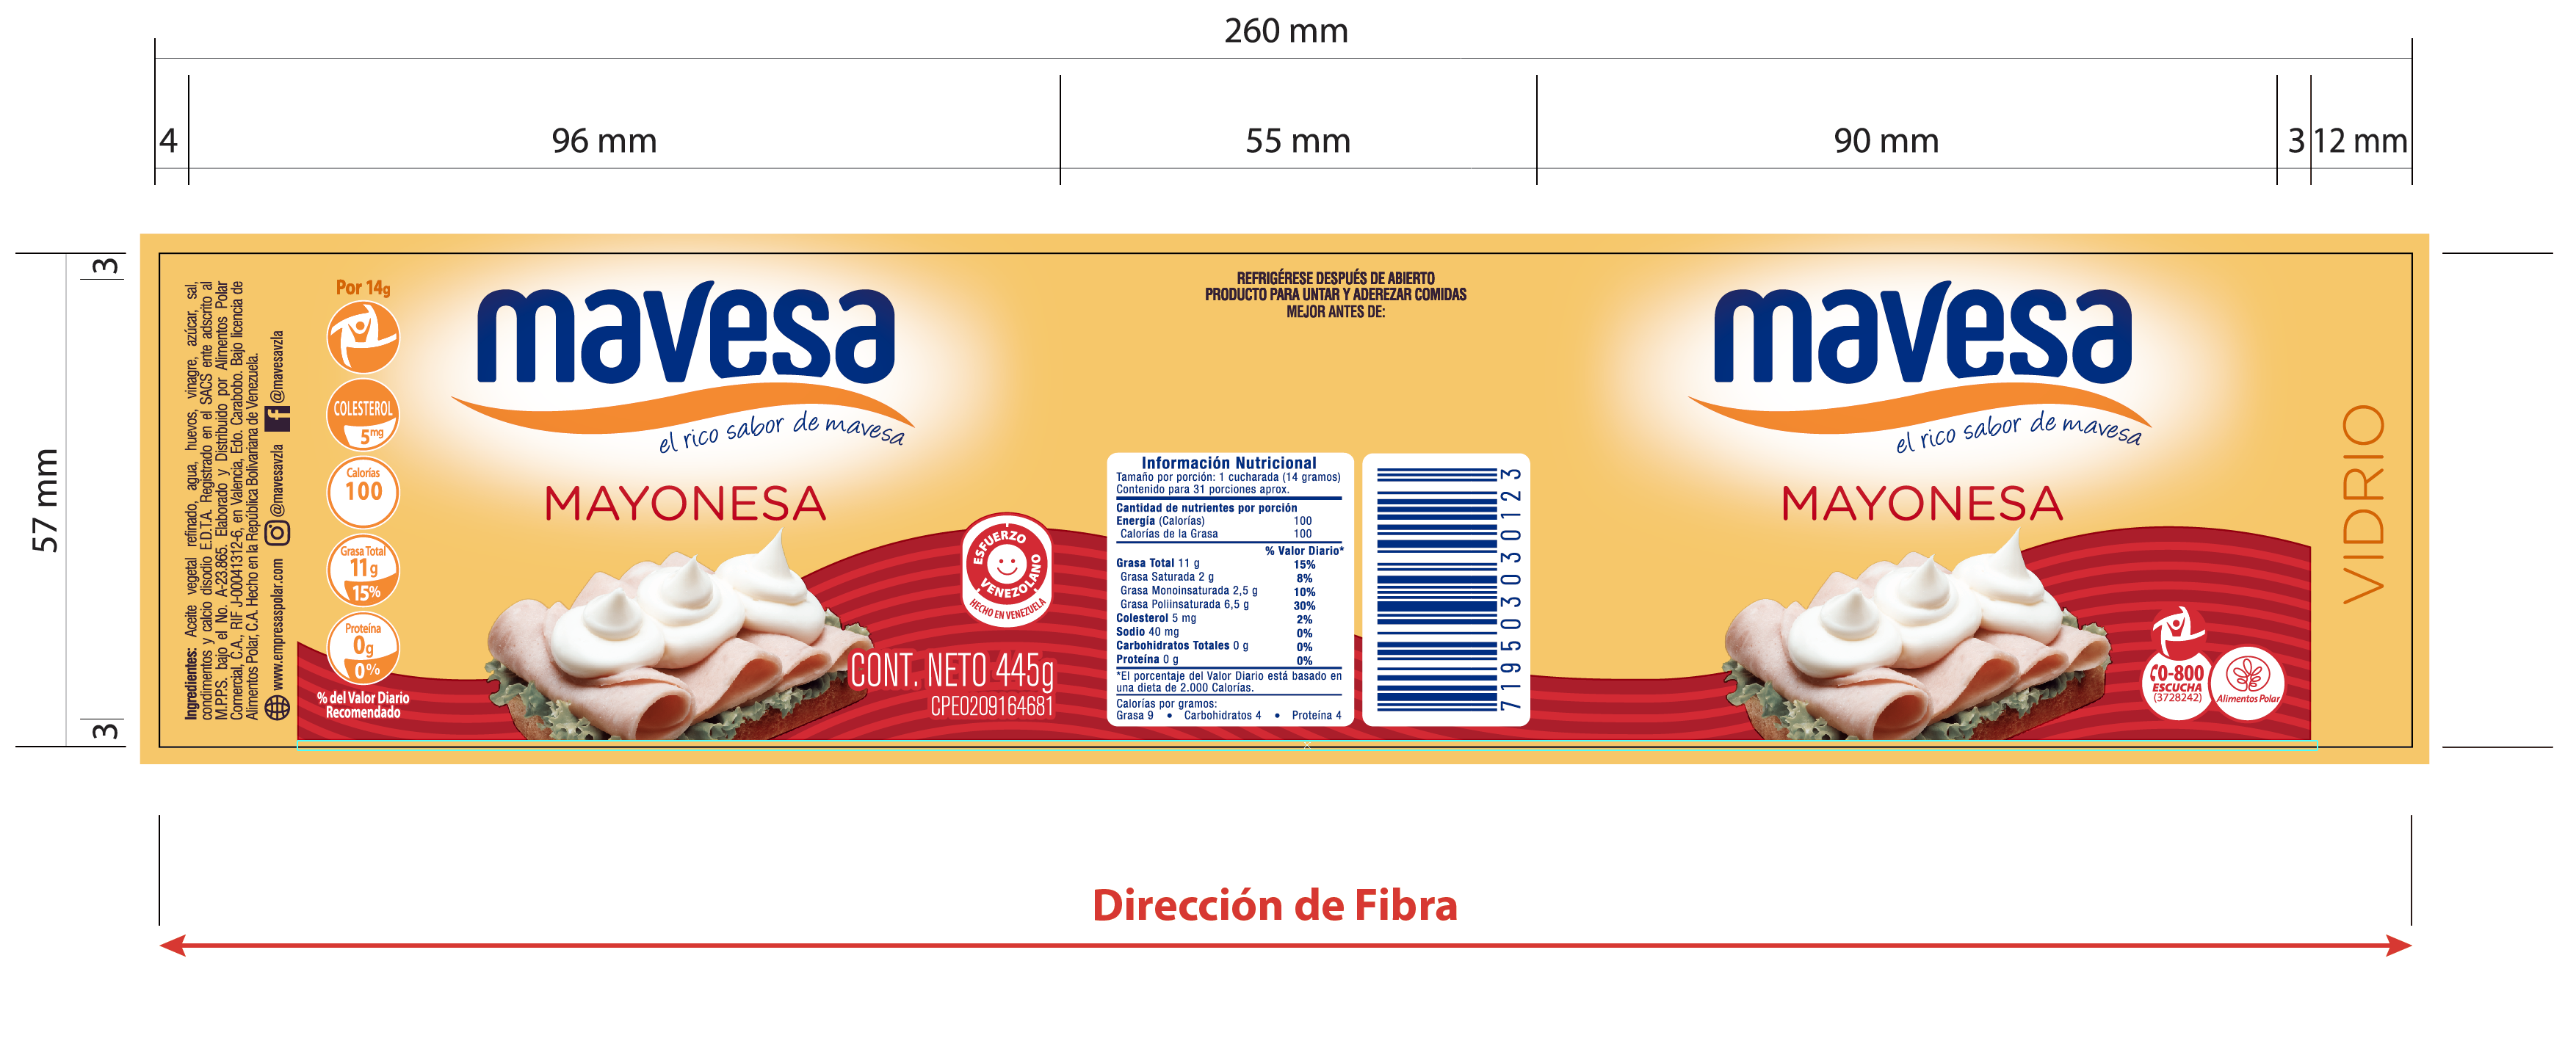 260 mm
4
96 mm
55 mm
90 mm
3
12 mm
3
57 mm
3
Ingredientes: Aceite vegetal refinado, agua, huevos, vinagre, azúcar, sal,
condimentos y calcio disodio E.D.T.A. Registrado en el SACS ente adscrito al
M.P.P.S. bajo el No. A-23.865. Elaborado y Distribuido por Alimentos Polar
Comercial, C.A., RIF J-00041312-6, en Valencia, Edo. Carabobo. Bajo licencia de
Alimentos Polar, C.A. Hecho en la República Bolivariana de Venezuela.
www.empresaspolar.com @mavesavzla @mavesavzla
Por 14g
COLESTEROL
5mg
Calorías
100
Grasa Total
11g
15%
Proteína
0g
0%
% del Valor Diario
Recomendado
mavesa
el rico sabor de mavesa
MAYONESA
ESFUERZO
VENEZOLANO
HECHO EN VENEZUELA
CONT. NETO 445g
CPE0209164681
REFRIGÉRESE DESPUÉS DE ABIERTO
PRODUCTO PARA UNTAR Y ADEREZAR COMIDAS
MEJOR ANTES DE:
Información Nutricional
Tamaño por porción: 1 cucharada (14 gramos)
Contenido para 31 porciones aprox.
Cantidad de nutrientes por porción
Energía (Calorías) 100
Calorías de la Grasa 100
% Valor Diario*
Grasa Total 11 g 15%
Grasa Saturada 2 g 8%
Grasa Monoinsaturada 2,5 g 10%
Grasa Poliinsaturada 6,5 g 30%
Colesterol 5 mg 2%
Sodio 40 mg 0%
Carbohidratos Totales 0 g 0%
Proteína 0 g 0%
*El porcentaje del Valor Diario está basado en
una dieta de 2.000 Calorías.
Calorías por gramos:
Grasa 9 • Carbohidratos 4 • Proteína 4
719503030123
mavesa
el rico sabor de mavesa
MAYONESA
0-800
ESCUCHA
(3728242)
Alimentos Polar
VIDRIO
Dirección de Fibra